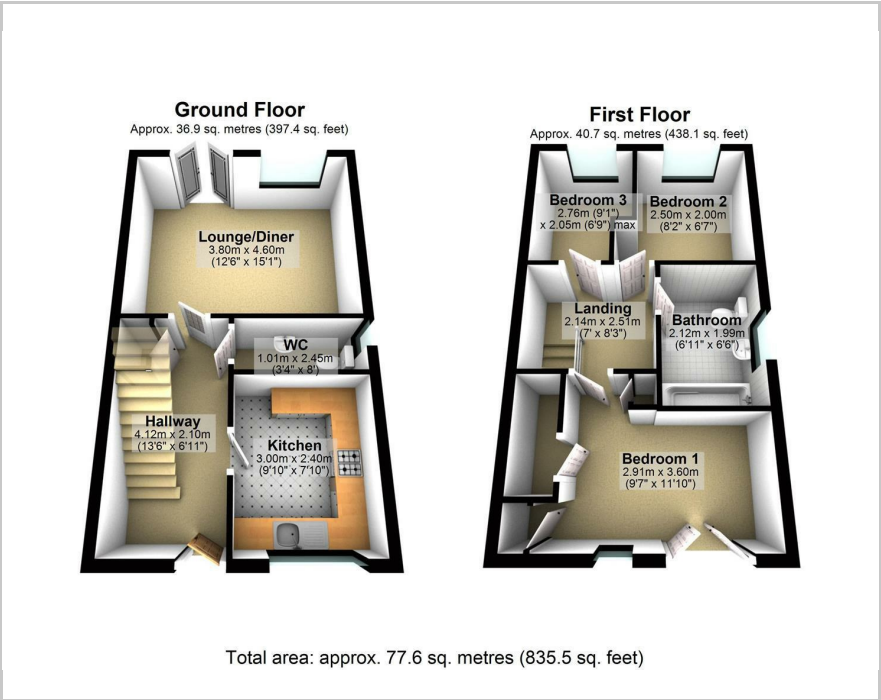 Ground Floor
Approx. 36.9 sq. metres (397.4 sq. feet)
Lounge/Diner
3.80m x 4.60m
(12'6" x 15'1")
WC
1.01m x 2.45m
(3'4" x 8')
Hallway
4.12m x 2.10m
(13'6" x 6'11")
Kitchen
3.00m x 2.40m
(9'10" x 7'10")
First Floor
Approx. 40.7 sq. metres (438.1 sq. feet)
Bedroom 3
2.76m (9'1")
x 2.05m (6'9") max
Bedroom 2
2.50m x 2.00m
(8'2" x 6'7")
Landing
2.14m x 2.51m
(7' x 8'3")
Bathroom
2.12m x 1.99m
(6'11" x 6'6")
Bedroom 1
2.91m x 3.60m
(9'7" x 11'10")
Total area: approx. 77.6 sq. metres (835.5 sq. feet)